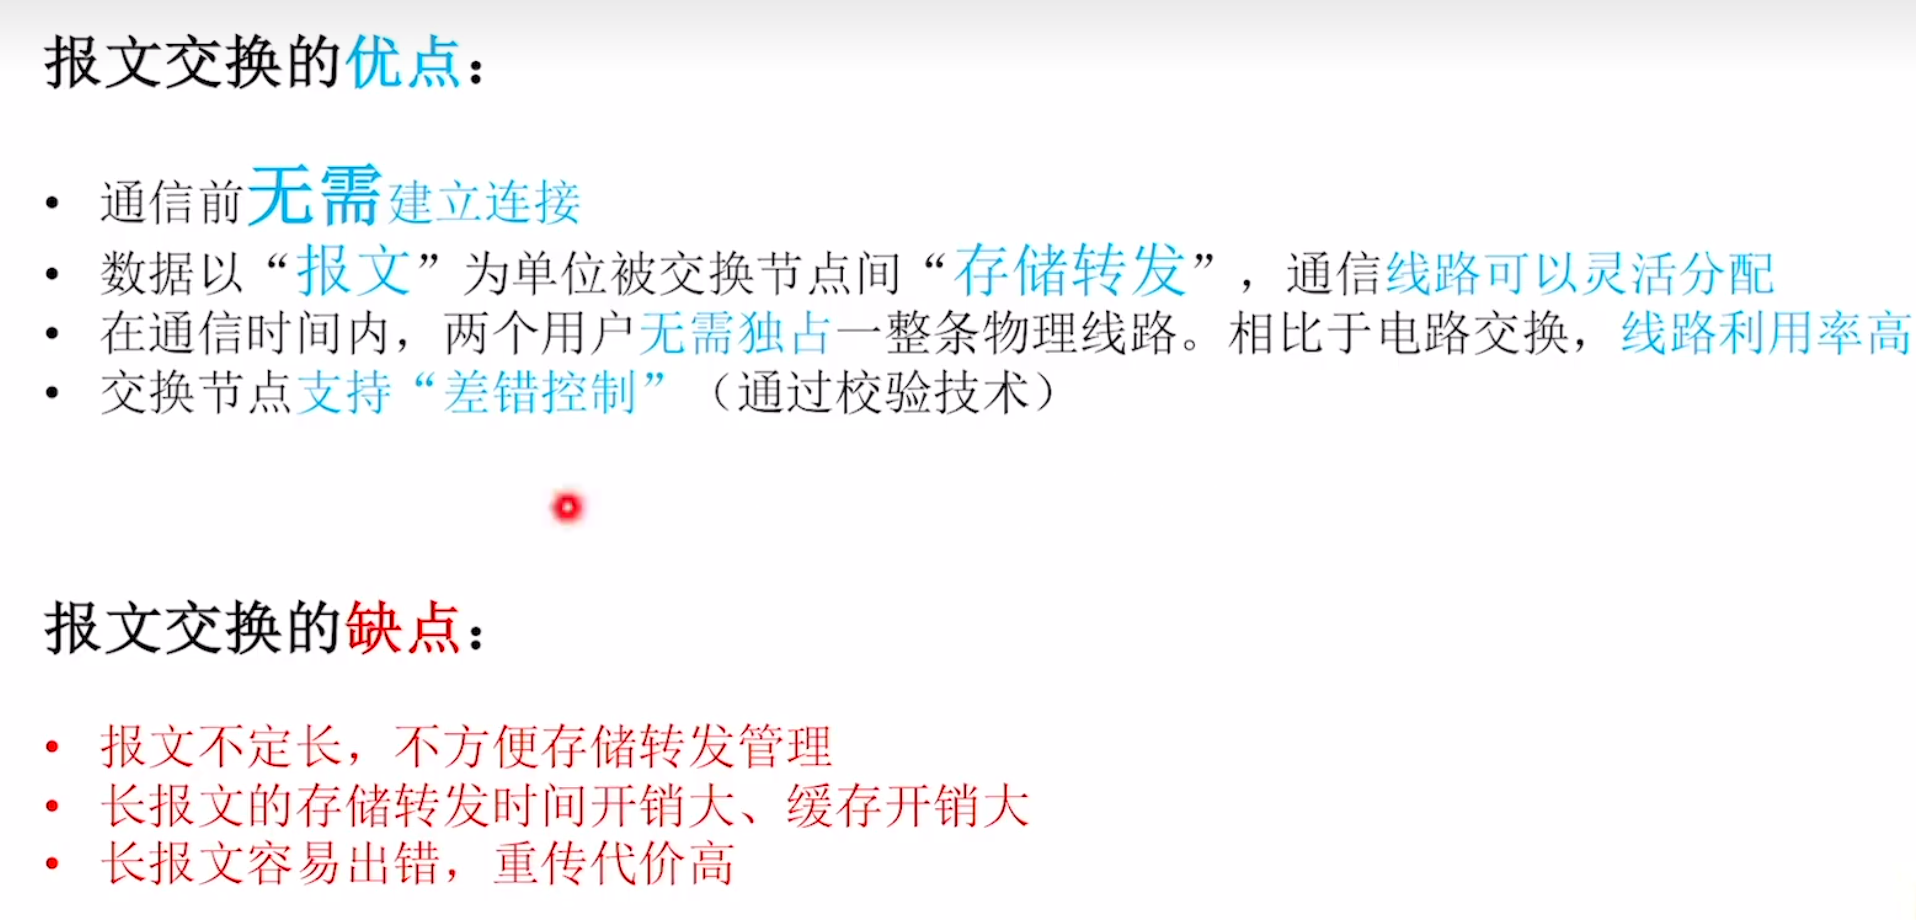 报文交换的优点：
• 通信前无需建立连接
• 数据以“报文”为单位被交换节点间“存储转发”，通信线路可以灵活分配
• 在通信时间内，两个用户无需独占一整条物理线路。相比于电路交换，线路利用率高
• 交换节点支持“差错控制”（通过校验技术）
报文交换的缺点：
• 报文不定长，不方便存储转发管理
• 长报文的存储转发时间开销大、缓存开销大
• 长报文容易出错，重传代价高